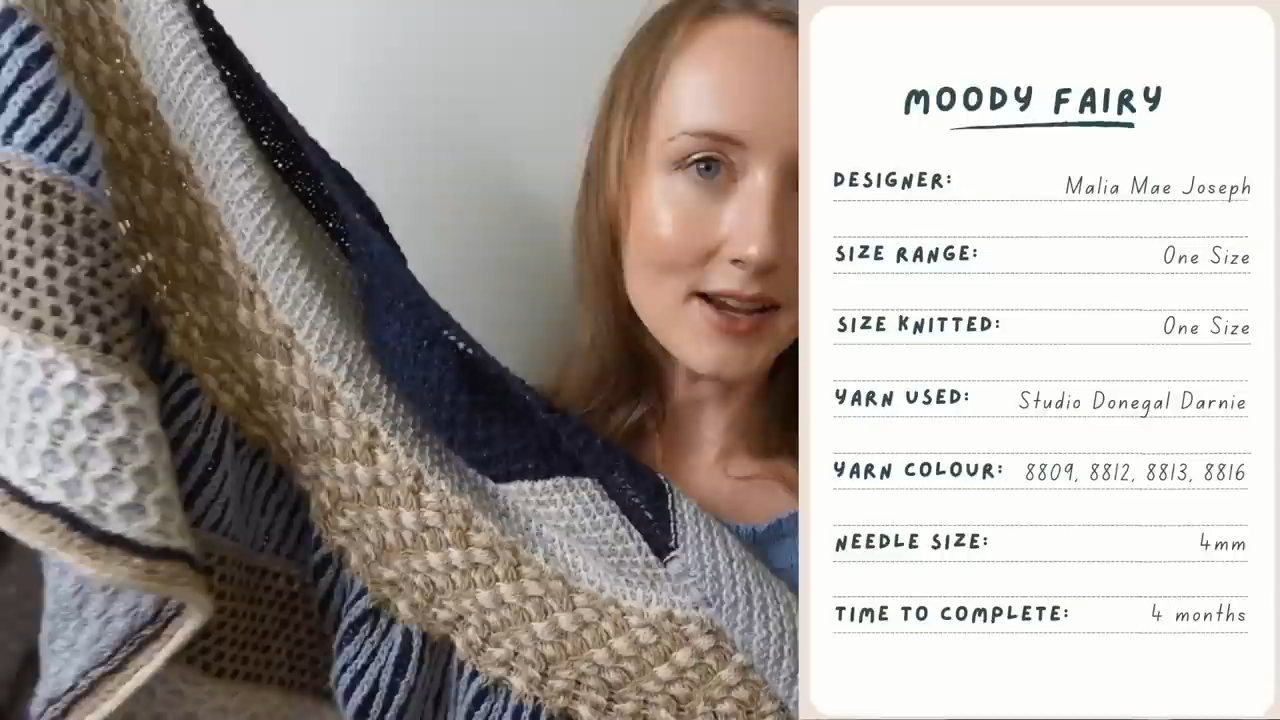 MOODY FAIRY
DESIGNER: Malia Mae Joseph
SIZE RANGE: One Size
SIZE KNITTED: One Size
YARN USED: Studio Donegal Darnie
YARN COLOUR: 8809, 8812, 8813, 8816
NEEDLE SIZE: 4mm
TIME TO COMPLETE: 4 months